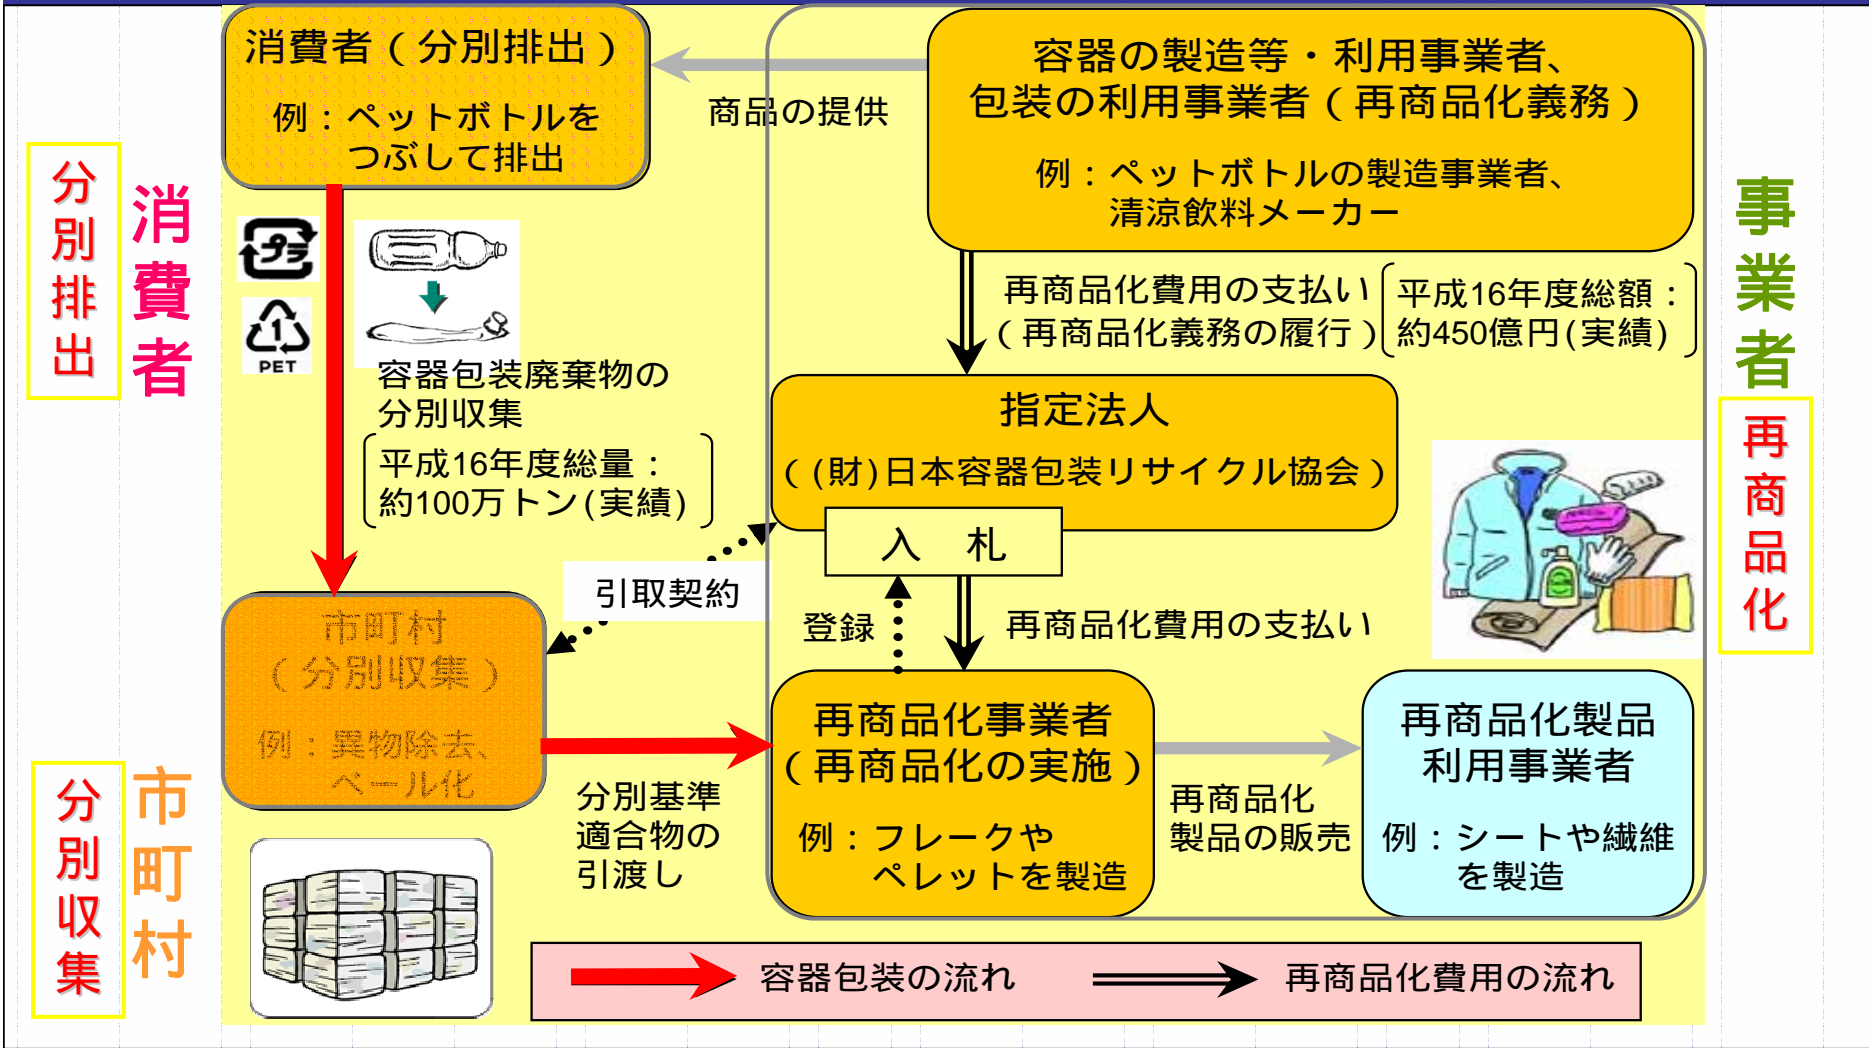 消費者（分別排出）
例：ペットボトルを
つぶして排出
商品の提供
容器の製造等・利用事業者、
包装の利用事業者（再商品化義務）
例：ペットボトルの製造事業者、
清涼飲料メーカー
分別排出
消費者
プラ
1
PET
容器包装廃棄物の
分別収集
平成16年度総量：
約100万トン(実績)
再商品化費用の支払い
（再商品化義務の履行）
平成16年度総額：
約450億円(実績)
事業者
再商品化
指定法人
（(財)日本容器包装リサイクル協会）
入　札
引取契約
登録
再商品化費用の支払い
市町村
（分別収集）
例：異物除去、
ベール化
分別基準
適合物の
引渡し
再商品化事業者
（再商品化の実施）
例：フレークや
ペレットを製造
再商品化
製品の販売
再商品化製品
利用事業者
例：シートや繊維
を製造
分別収集
市町村
容器包装の流れ
再商品化費用の流れ